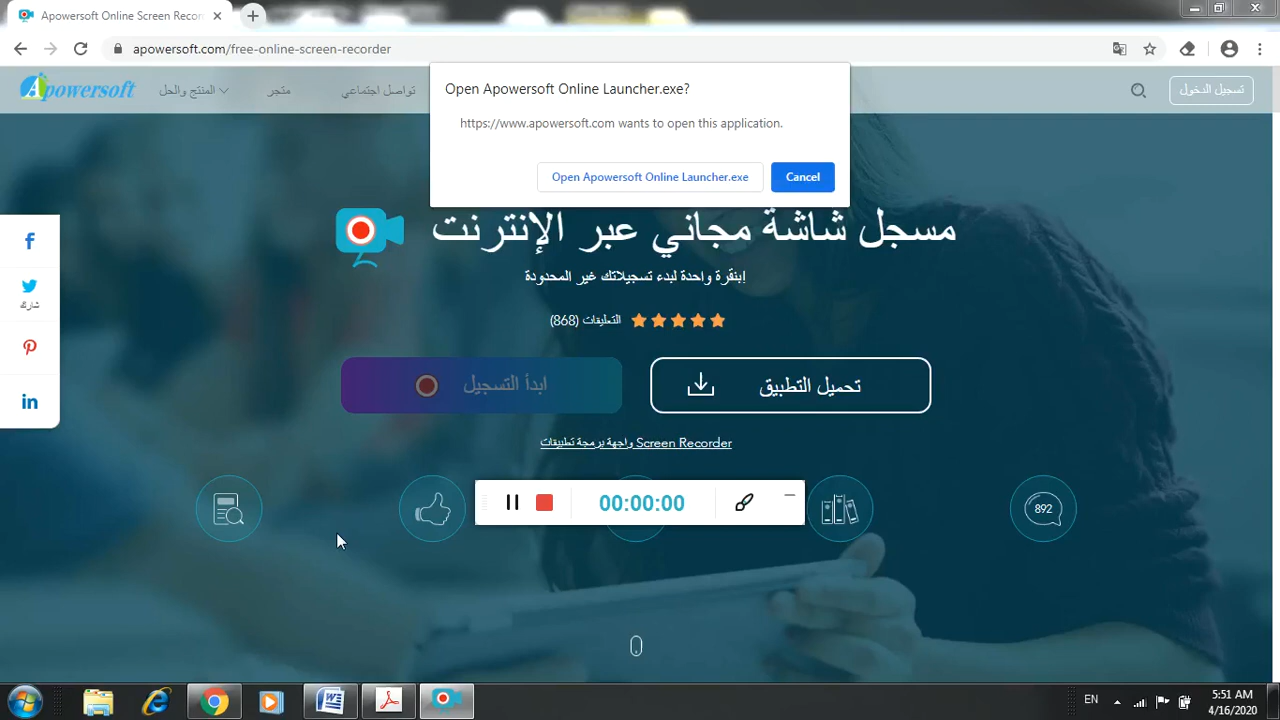 Apowersoft Online Screen Recor
apowersoft.com/free-online-screen-recorder
Apowersoft
المنتج والحل
متجر
تواصل اجتماعي
تسجيل الدخول
Open Apowersoft Online Launcher.exe?
https://www.apowersoft.com wants to open this application.
Open Apowersoft Online Launcher.exe
Cancel
مسجل شاشة مجاني عبر الإنترنت
بنقرة واحدة لبدء تسجيلاتك غير المحدودة!
التعليقات (868)
شارك
ابدأ التسجيل
تحميل التطبيق
Screen Recorder واجهة برمجة تطبيقات
00:00:00
892
EN
5:51 AM
4/16/2020